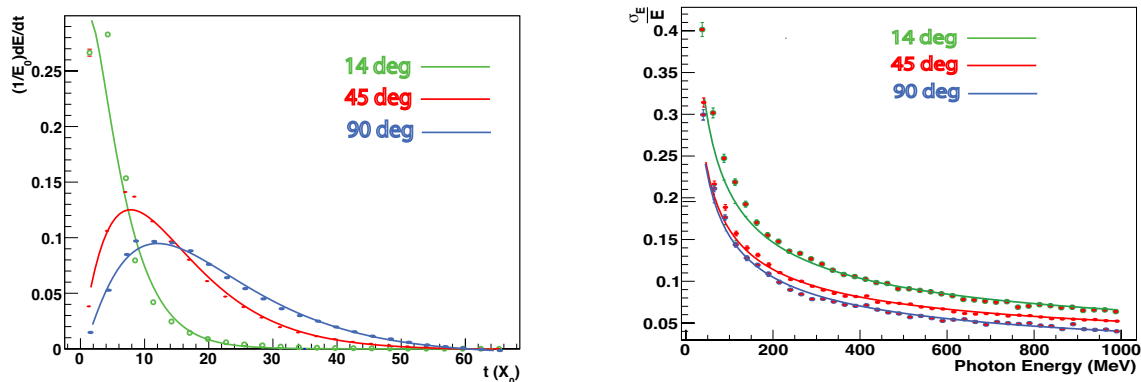 (1/E₀)dE/dt
0.25
0.2
0.15
0.1
0.05
0
14 deg
45 deg
90 deg
0 10 20 30 40 50 60
t (X₀)
σ_E/E
0.4
0.35
0.3
0.25
0.2
0.15
0.1
0.05
14 deg
45 deg
90 deg
0 200 400 600 800 1000
Photon Energy (MeV)